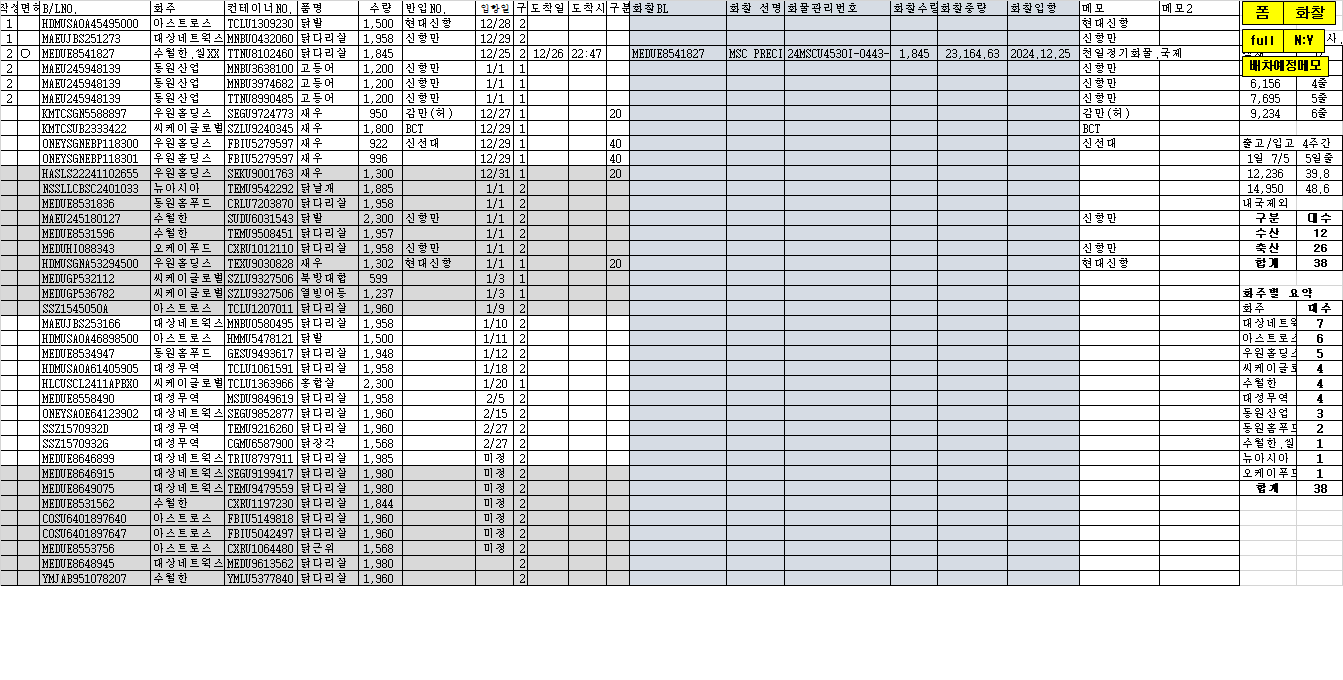 작성 면허 B/LNO. 화주 컨테이너NO. 품명 수량 반입NO. 입항일 구 도착일 도착시 구분 화찰BL 화찰 선명 화물관리번호 화찰수량 화찰중량 화찰입항 메모 메모2 폼 화찰
1 HDMUSAOA45495000 아스트로스 TCLU1309230 닭발 1,500 현대신항 12/28 2 현대신항
1 MAEUJBS251273 대상네트웍스 MNBU0432060 닭다리살 1,958 신항만 12/29 2 신항만 full N:Y
2 O MEDUE8541827 수월한,씰XX TTNU8102460 닭다리살 1,845 12/25 2 12/26 22:47 MEDUE8541827 MSC PRECI 24MSCU4530I-0443- 1,845 23,164.63 2024.12.25 천일정기화물,국제
2 MAEU245948139 동원산업 MNBU3638100 고등어 1,200 신항만 1/1 2 신항만 배차예정메모
2 MAEU245948139 동원산업 MNBU3974682 고등어 1,200 신항만 1/1 1 신항만 6,156 4줄
2 MAEU245948139 동원산업 TTNU8990485 고등어 1,200 신항만 1/1 1 신항만 7,695 5줄
KMTCSGN5588897 우원홀딩스 SEGU9724773 새우 950 감만(허) 12/27 1 20 감만(허) 9,234 6줄
KMTCSUB2333422 씨케이글로벌 SZLU9240345 새우 1,800 BCT 12/29 1 BCT
ONEYSGNEBP118300 우원홀딩스 FBIU5279597 새우 922 신선대 12/29 1 40 신선대 출고/입고 4주간
ONEYSGNEBP118301 우원홀딩스 FBIU5279597 새우 996 12/29 1 40 1일 7/5 5일줄
HASLS22241102655 우원홀딩스 SEKU9001763 새우 1,300 12/31 1 20 12,236 39.8
NSSLLCBSC2401033 뉴아시아 TEMU9542292 닭날개 1,885 1/1 2 14,950 48.6
MEDUE8531836 동원홈푸드 CRLU7203870 닭다리살 1,958 1/1 2 내국제외
MAEU245180127 수월한 SUDU6031543 닭발 2,300 신항만 1/1 2 신항만 구분 대수
MEDUE8531596 수월한 TEMU9508451 닭다리살 1,957 1/1 2 수산 12
MEDUHI088343 오케이푸드 CXRU1012110 닭다리살 1,958 신항만 1/1 2 신항만 축산 26
HDMUSGNA53294500 우원홀딩스 TEXU9030828 새우 1,302 현대신항 1/1 1 20 현대신항 합계 38
MEDUGP532112 씨케이글로벌 SZLU9327506 북방대합 599 1/3 1
MEDUGP536782 씨케이글로벌 SZLU9327506 열빙어등 1,237 1/3 1 화주별 요약
SSZ1545050A 아스트로스 TCLU1207011 닭다리살 1,960 1/9 2 화주 대수
MAEUJBS253166 대상네트웍스 MNBU0580495 닭다리살 1,958 1/10 2 대상네트웍 7
HDMUSAOA46898500 아스트로스 HMMU5478121 닭발 1,500 1/11 2 아스트로스 6
MEDUE8534947 동원홈푸드 GESU9493617 닭다리살 1,948 1/12 2 우원홀딩스 5
HDMUSAOA61405905 대성무역 TCLU1061591 닭다리살 1,958 1/18 2 씨케이글로 4
HLCUSCL2411APBX0 씨케이글로벌 TCLU1363966 홍합살 2,300 1/20 1 수월한 4
MEDUE8558490 대성무역 MSDU9849619 닭다리살 1,958 2/5 2 대성무역 4
ONEYSAOE64123902 대상네트웍스 SEGU9852877 닭다리살 1,960 2/15 2 동원산업 3
SSZ1570932D 대성무역 TEMU9216260 닭다리살 1,960 2/27 2 동원홈푸드 2
SSZ1570932G 대성무역 CGMU6587900 닭장각 1,568 2/27 2 수월한,씰 1
MEDUE8646899 대상네트웍스 TRIU8797911 닭다리살 1,985 미정 2 뉴아시아 1
MEDUE8646915 대상네트웍스 SEGU9199417 닭다리살 1,980 미정 2 오케이푸드 1
MEDUE8649075 대상네트웍스 TEMU9479559 닭다리살 1,980 미정 2 합계 38
MEDUE8531562 수월한 CXRU1197230 닭다리살 1,844 미정 2
COSU6401897640 아스트로스 FBIU5149818 닭다리살 1,960 미정 2
COSU6401897647 아스트로스 FBIU5042497 닭다리살 1,960 미정 2
MEDUE8553756 아스트로스 CXRU1064480 닭근위 1,568 미정 2
MEDUE8648945 대상네트웍스 MEDU9613562 닭다리살 1,980 2
YMJAB951078207 수월한 YMLU5377840 닭다리살 1,960 2